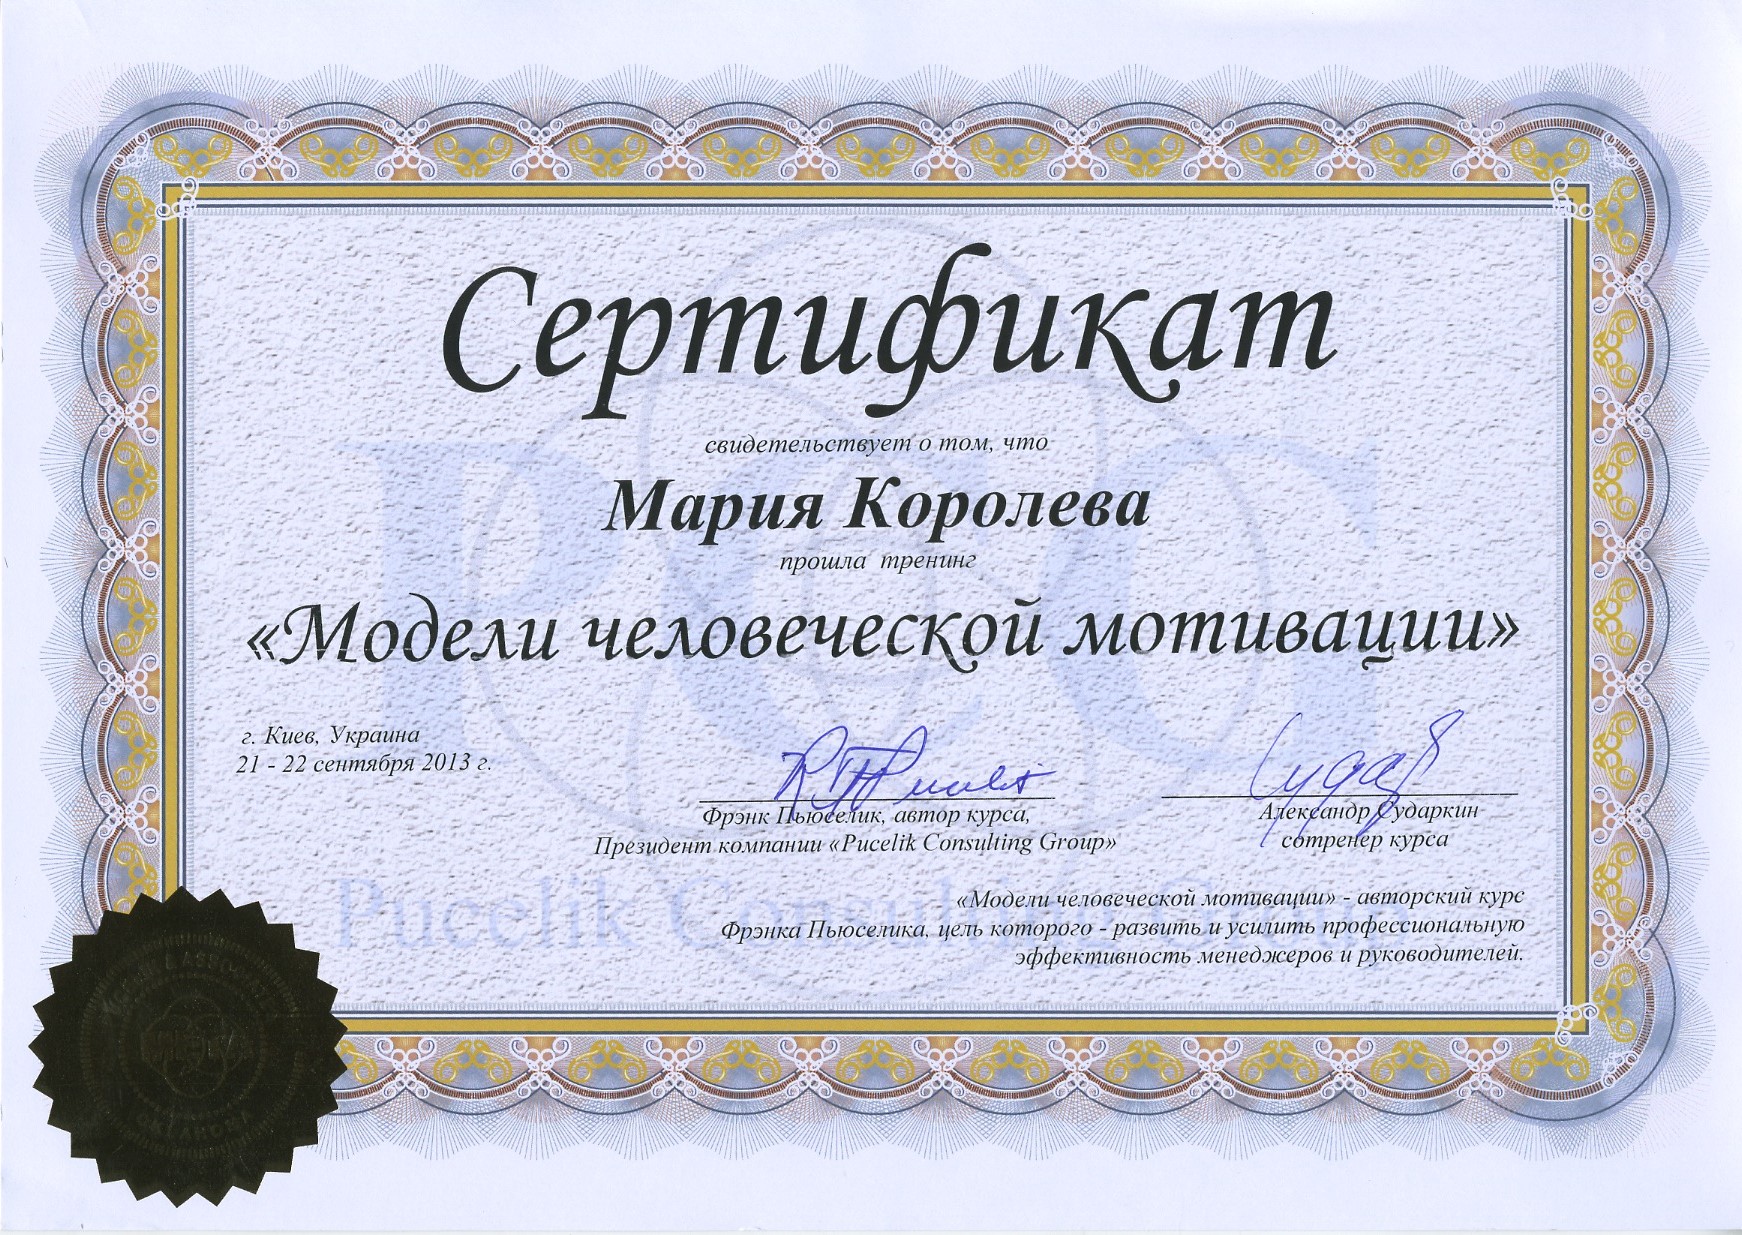 Сертификат
свидетельствует о том, что
Мария Королева
прошла тренинг
«Модели человеческой мотивации»
г. Киев, Украина
21 - 22 сентября 2013 г.
Фрэнк Пьюселик, автор курса,
Президент компании «Pucelik Consulting Group»
Александр Сударкин
сотренер курса
«Модели человеческой мотивации» - авторский курс
Фрэнка Пьюселика, цель которого - развить и усилить профессиональную
эффективность менеджеров и руководителей.
PCG
Pucelik Consulting Group
OKLAHOMA